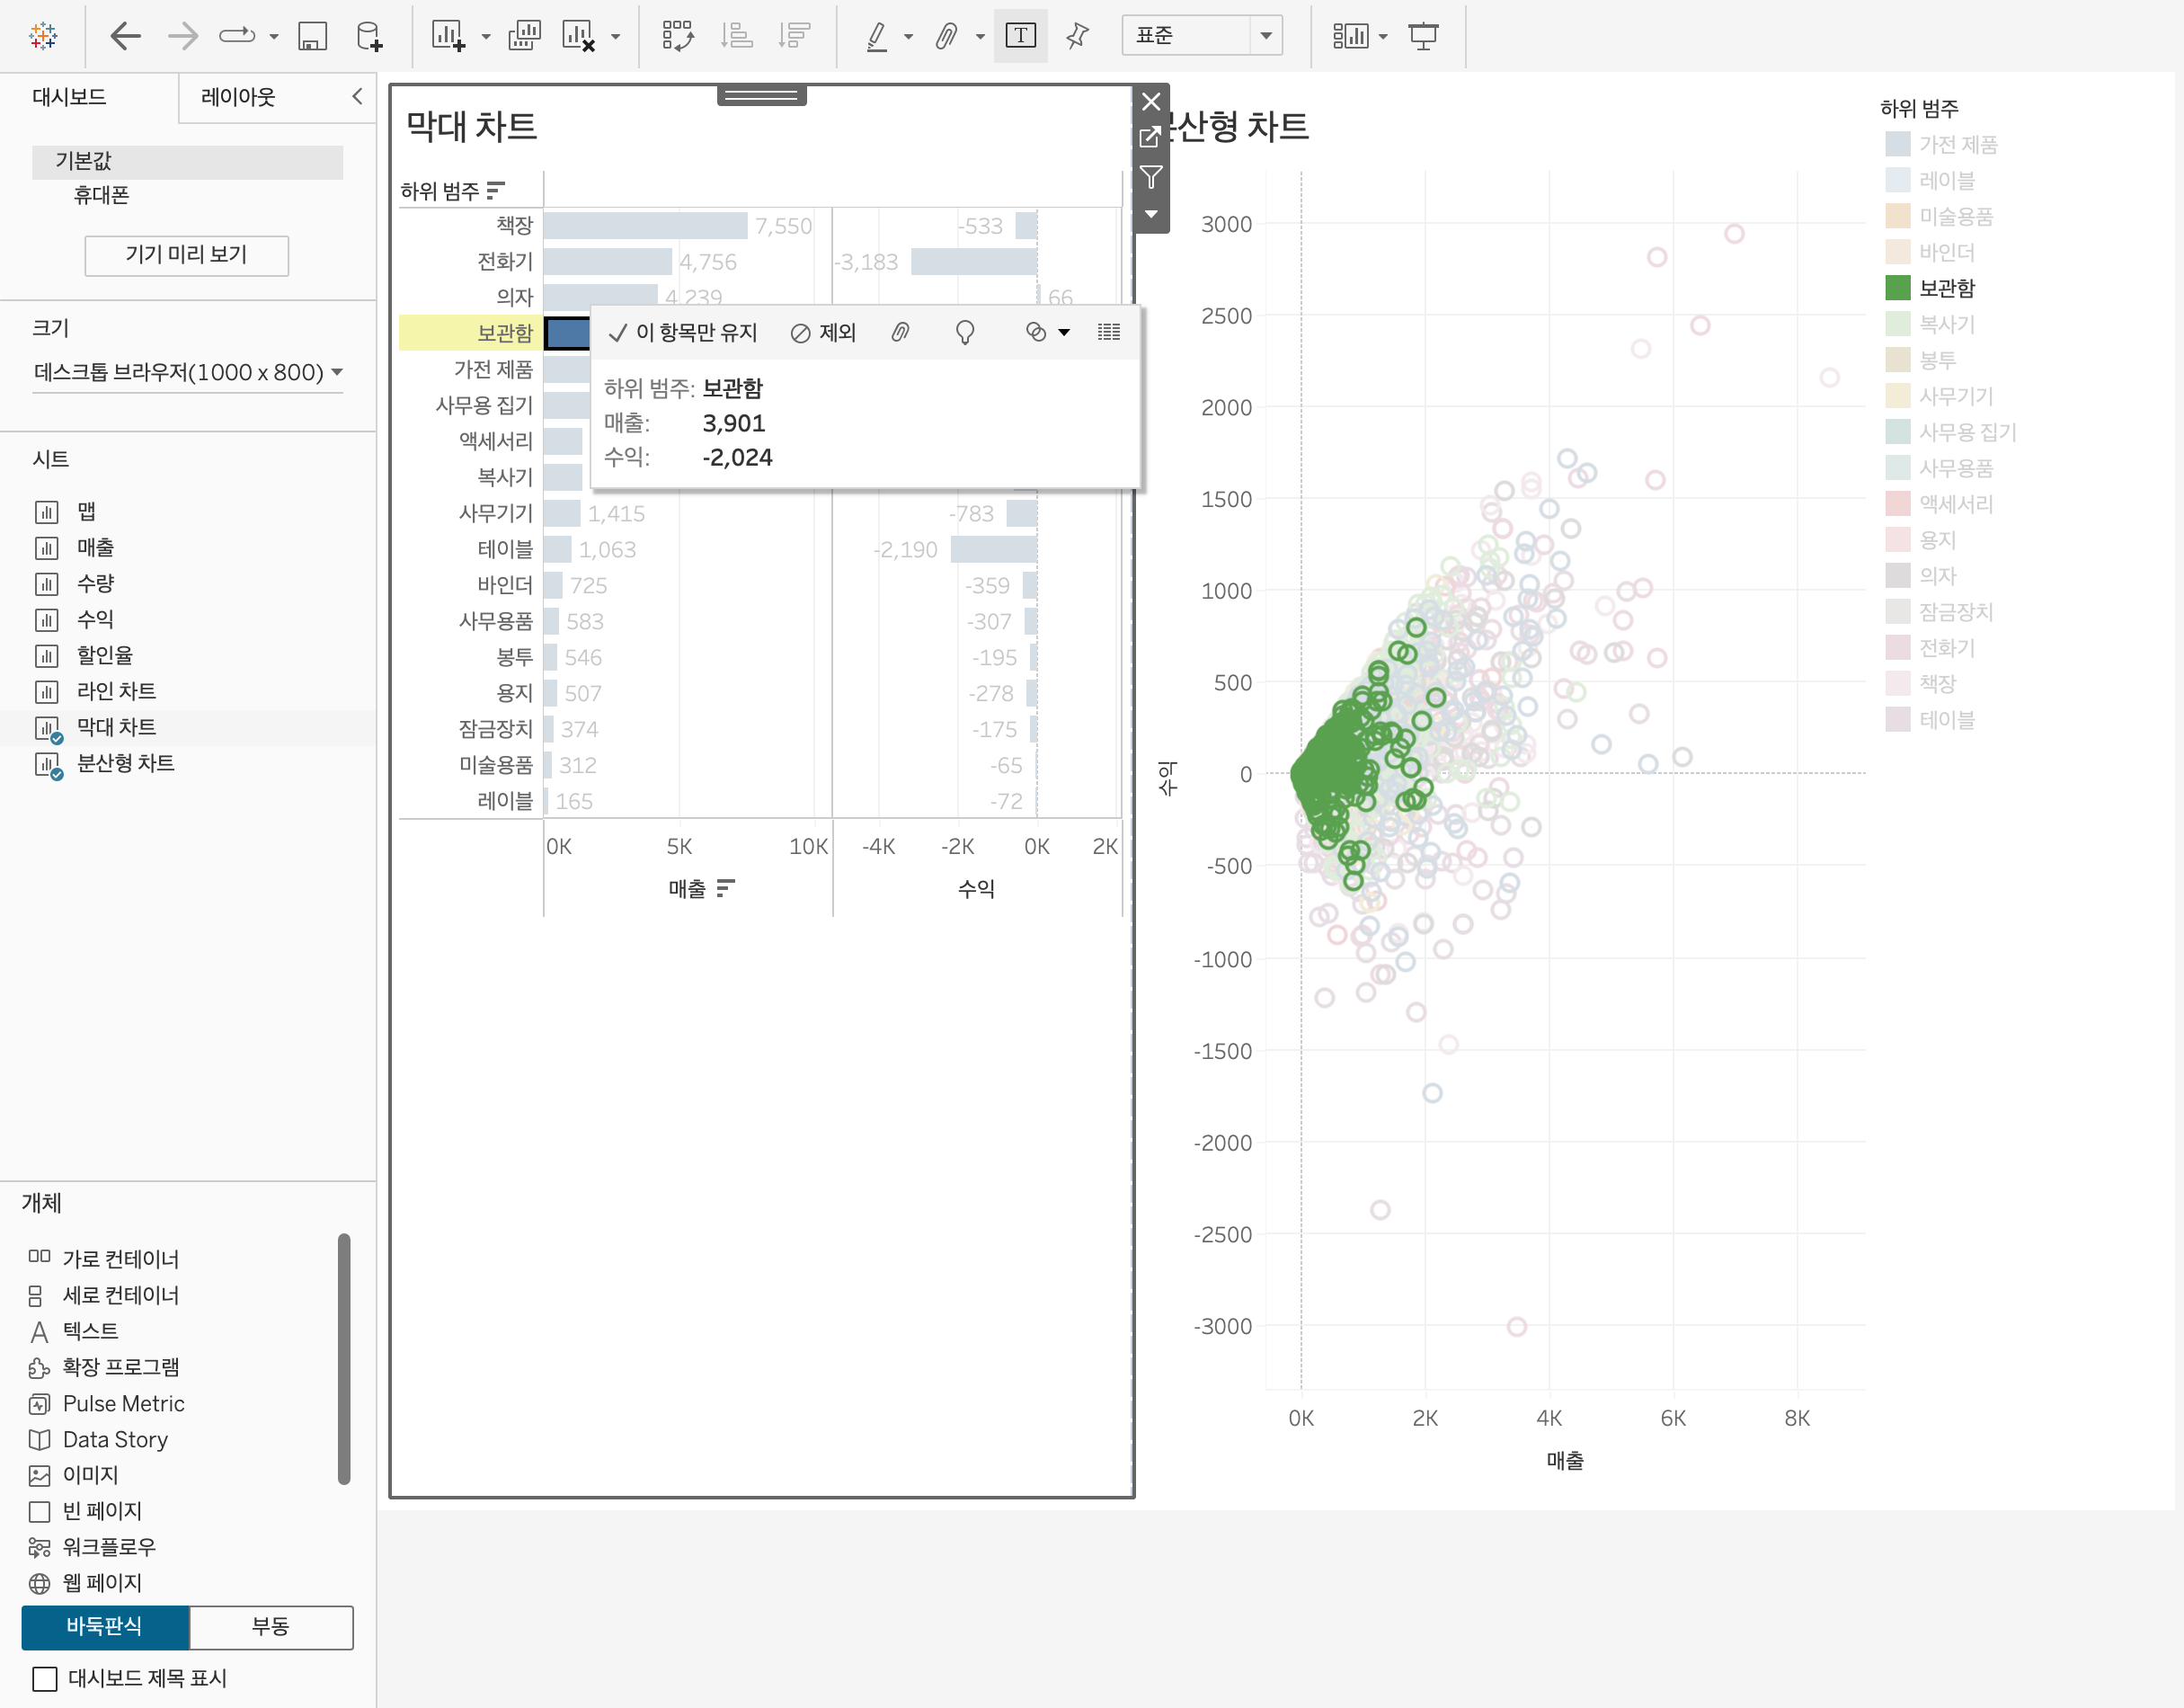 T
표준
대시보드
레이아웃
기본값
휴대폰
기기 미리 보기
크기
데스크톱 브라우저(1000 x 800)
시트
맵
매출
수량
수익
할인율
라인 차트
막대 차트
분산형 차트
개체
가로 컨테이너
세로 컨테이너
A 텍스트
확장 프로그램
Pulse Metric
Data Story
이미지
빈 페이지
워크플로우
웹 페이지
바둑판식
부동
대시보드 제목 표시
막대 차트
하위 범주
책장 7,550 -533
전화기 4,756 -3,183
의자 4,239 66
보관함
가전 제품
사무용 집기
액세서리
복사기
사무기기 1,415 -783
테이블 1,063 -2,190
바인더 725 -359
사무용품 583 -307
봉투 546 -195
용지 507 -278
잠금장치 374 -175
미술용품 312 -65
레이블 165 -72
0K 5K 10K -4K -2K 0K 2K
매출 수익
이 항목만 유지 제외
하위 범주: 보관함
매출: 3,901
수익: -2,024
산형 차트
수익
3000
2500
2000
1500
1000
500
0
-500
-1000
-1500
-2000
-2500
-3000
0K 2K 4K 6K 8K
매출
하위 범주
가전 제품
레이블
미술용품
바인더
보관함
복사기
봉투
사무기기
사무용 집기
사무용품
액세서리
용지
의자
잠금장치
전화기
책장
테이블